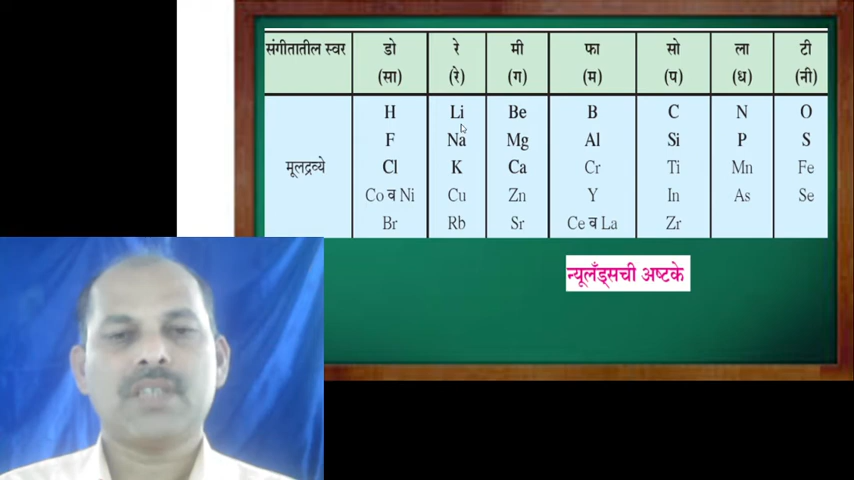 संगीतातील स्वर डो रे मी फा सो ला टी
(सा) (रे) (ग) (म) (प) (ध) (नी)
H Li Be B C N O
F Na Mg Al Si P S
मूलद्रव्ये Cl K Ca Cr Ti Mn Fe
Co व Ni Cu Zn Y In As Se
Br Rb Sr Ce व La Zr
न्यूलँड्सची अष्टके